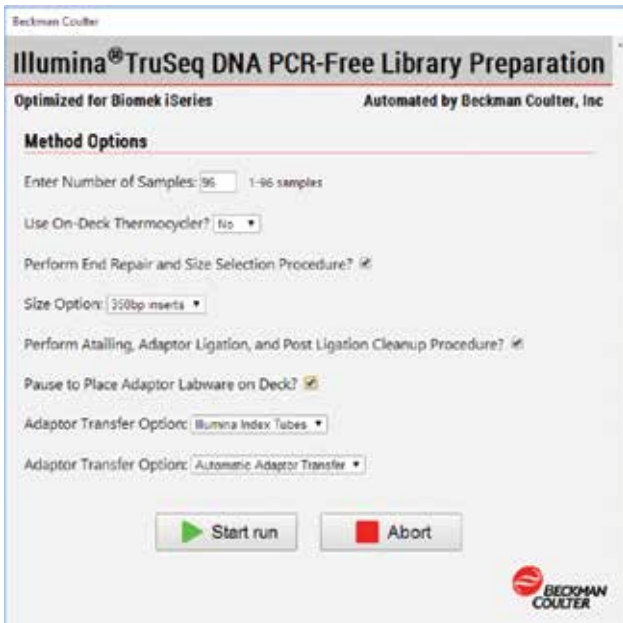 Beckman Coulter
Illumina®TruSeq DNA PCR-Free Library Preparation
Optimized for Biomek iSeries Automated by Beckman Coulter, Inc
Method Options
Enter Number of Samples: 96 1-96 samples
Use On-Deck Thermocycler? No
Perform End Repair and Size Selection Procedure?
Size Option: 350bp inserts
Perform Atailing, Adaptor Ligation, and Post Ligation Cleanup Procedure?
Pause to Place Adaptor Labware on Deck?
Adaptor Transfer Option: Illumina Index Tubes
Adaptor Transfer Option: Automatic Adaptor Transfer
Start run Abort
BECKMAN
COULTER